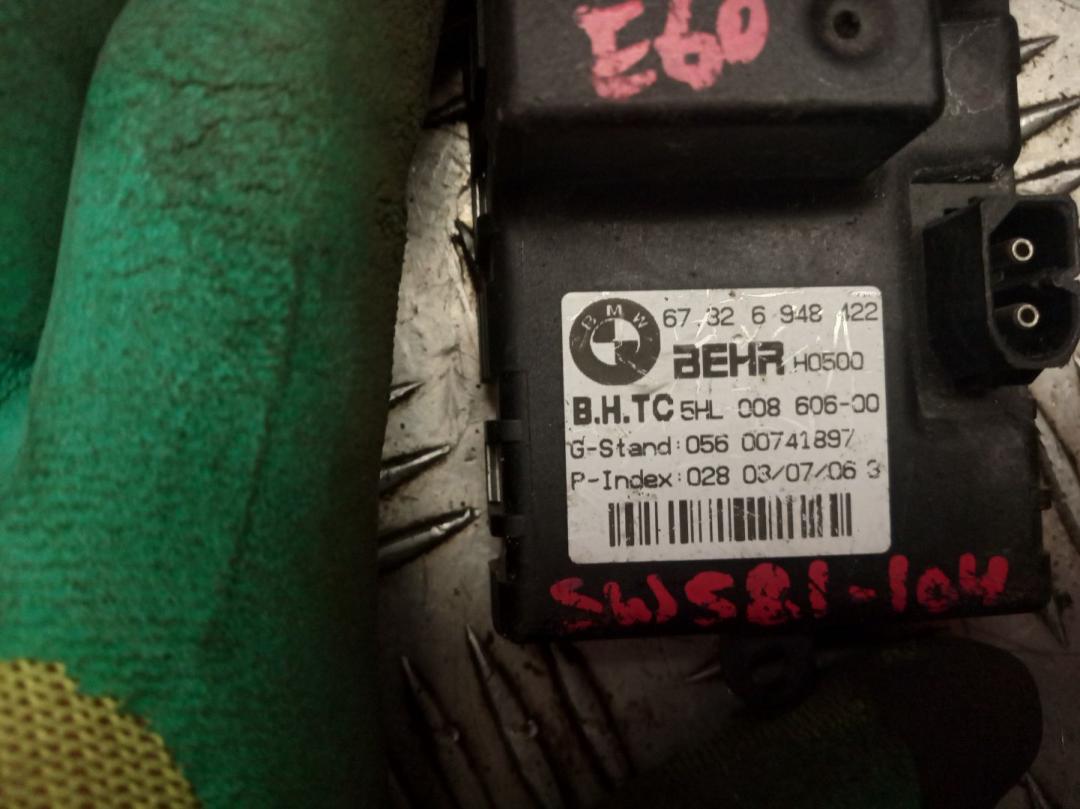 E60
BMW
67 32 6 948 422
BEHR H0500
B.H.TC 5HL 008 606-00
G-Stand:056 00741897
P-Index:028 03/07/06 3
SW581-104